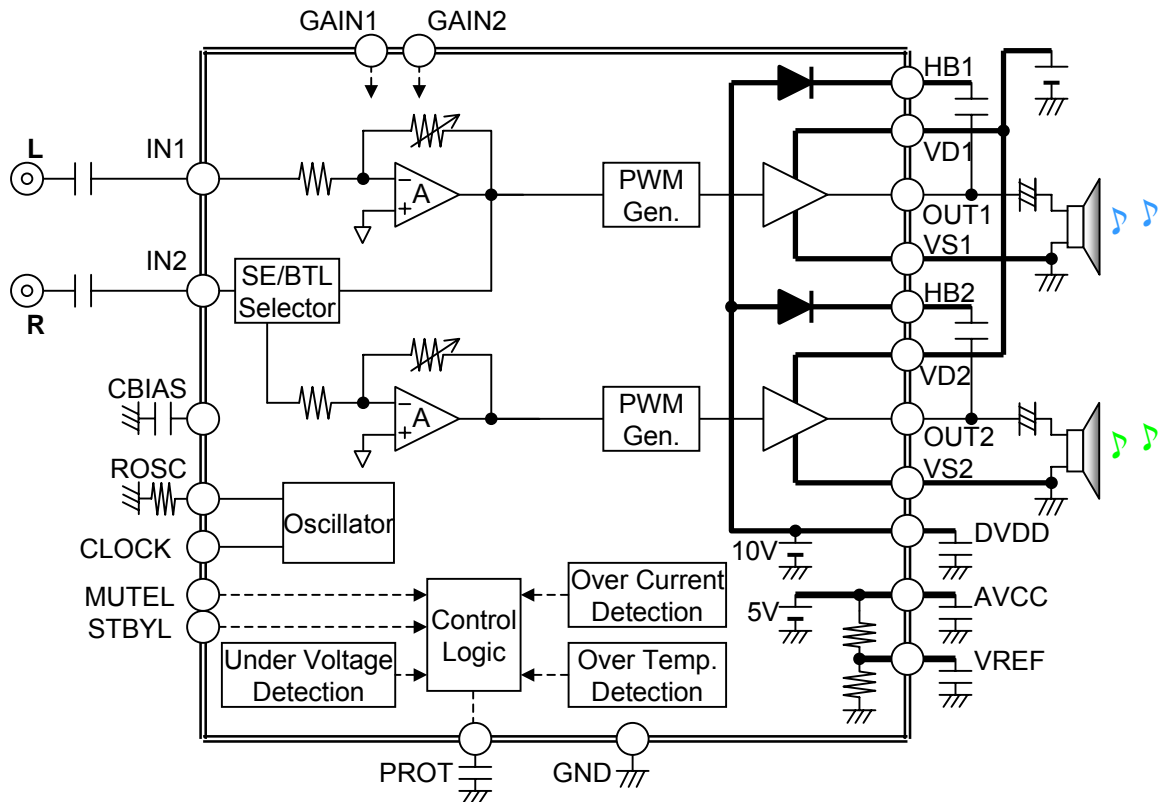 GAIN1
GAIN2
HB1
L
IN1
VD1
−
A
+
PWM
Gen.
OUT1
VS1
IN2
SE/BTL
Selector
HB2
R
VD2
CBIAS
−
A
+
PWM
Gen.
OUT2
VS2
ROSC
Oscillator
10V
DVDD
CLOCK
MUTEL
STBYL
Control
Logic
Over Current
Detection
5V
AVCC
Under Voltage
Detection
Over Temp.
Detection
VREF
PROT
GND